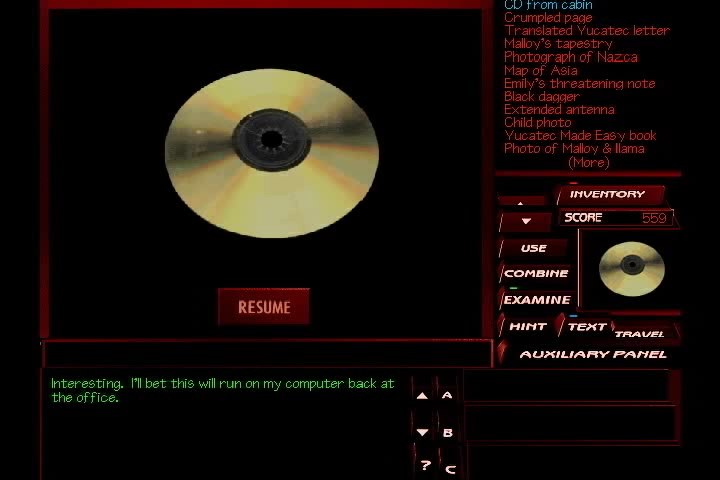 CD from cabin
Crumpled page
Translated Yucatec letter
Malloy's tapestry
Photograph of Nazca
Map of Asia
Emily's threatening note
Black dagger
Extended antenna
Child photo
Yucatec Made Easy book
Photo of Malloy & llama
(More)
INVENTORY
SCORE 559
USE
COMBINE
EXAMINE
HINT TEXT TRAVEL
AUXILIARY PANEL
RESUME
Interesting. I'll bet this will run on my computer back at
the office.
A
B
? C